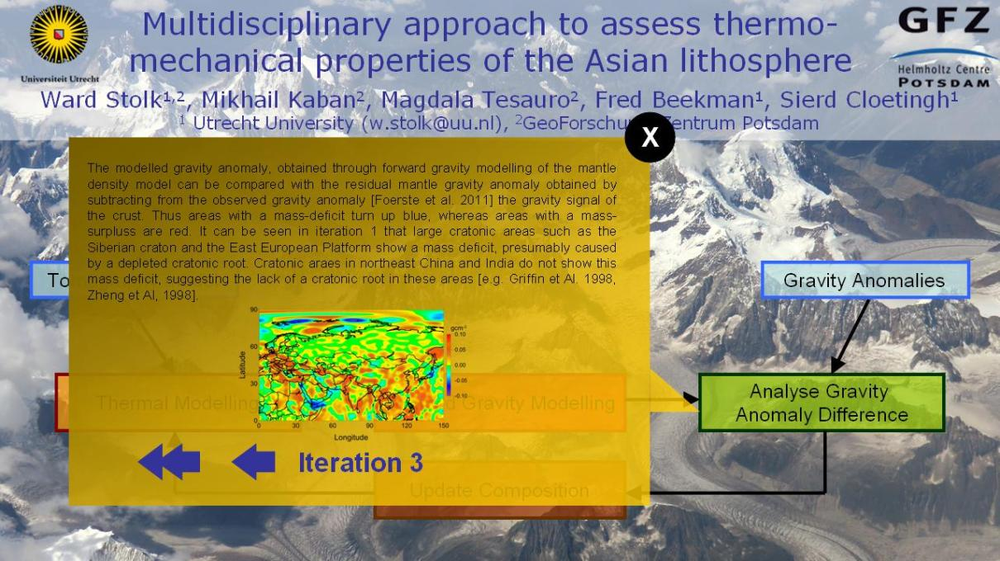 Multidisciplinary approach to assess thermo-
mechanical properties of the Asian lithosphere
Universiteit Utrecht
GFZ
Helmholtz Centre
POTSDAM
Ward Stolk¹,², Mikhail Kaban², Magdala Tesauro², Fred Beekman¹, Sierd Cloetingh¹
¹ Utrecht University (w.stolk@uu.nl), ²GeoForschu Zentrum Potsdam
X
The modelled gravity anomaly, obtained through forward gravity modelling of the mantle
density model can be compared with the residual mantle gravity anomaly obtained by
subtracting from the observed gravity anomaly [Foerste et al. 2011] the gravity signal of
the crust. Thus areas with a mass-deficit turn up blue, whereas areas with a mass-
surpluss are red. It can be seen in iteration 1 that large cratonic areas such as the
Siberian craton and the East European Platform show a mass deficit, presumably caused
by a depleted cratonic root. Cratonic araes in northeast China and India do not show this
mass deficit, suggesting the lack of a cratonic root in these areas [e.g. Griffin et Al. 1998,
Zheng et Al, 1998].
To
Gravity Anomalies
90
60
30
0
Latitude
0 30 60 90 120 150
Longitude
gcm⁻³
0.10
0.05
0.00
-0.05
-0.10
Thermal Modelling
d Gravity Modelling
Analyse Gravity
Anomaly Difference
Iteration 3
Update Composition